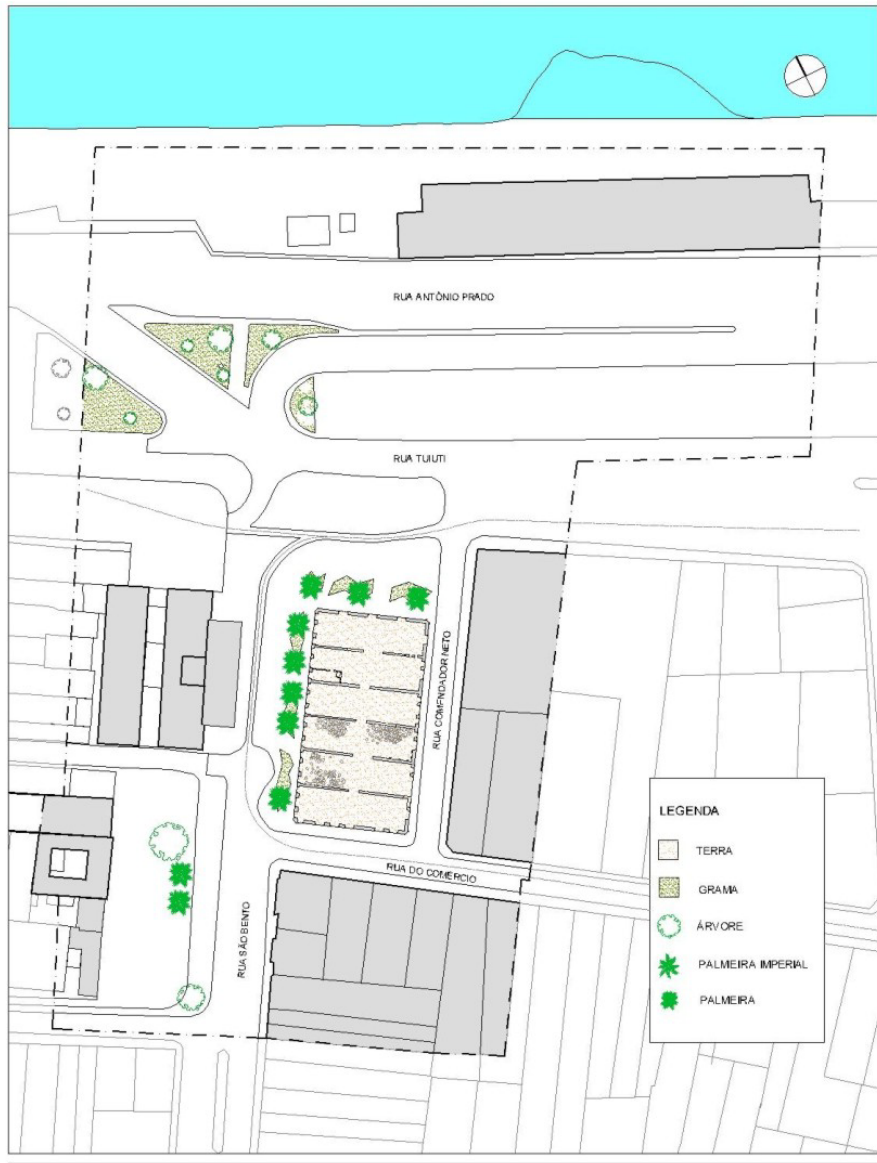 RUA ANTÔNIO PRADO
RUA TUIUTI
RUA COMENDADOR NETO
RUA DO COMERCIO
RUA SÃO BENTO
LEGENDA
TERRA
GRAMA
ÁRVORE
PALMEIRA IMPERIAL
PALMEIRA